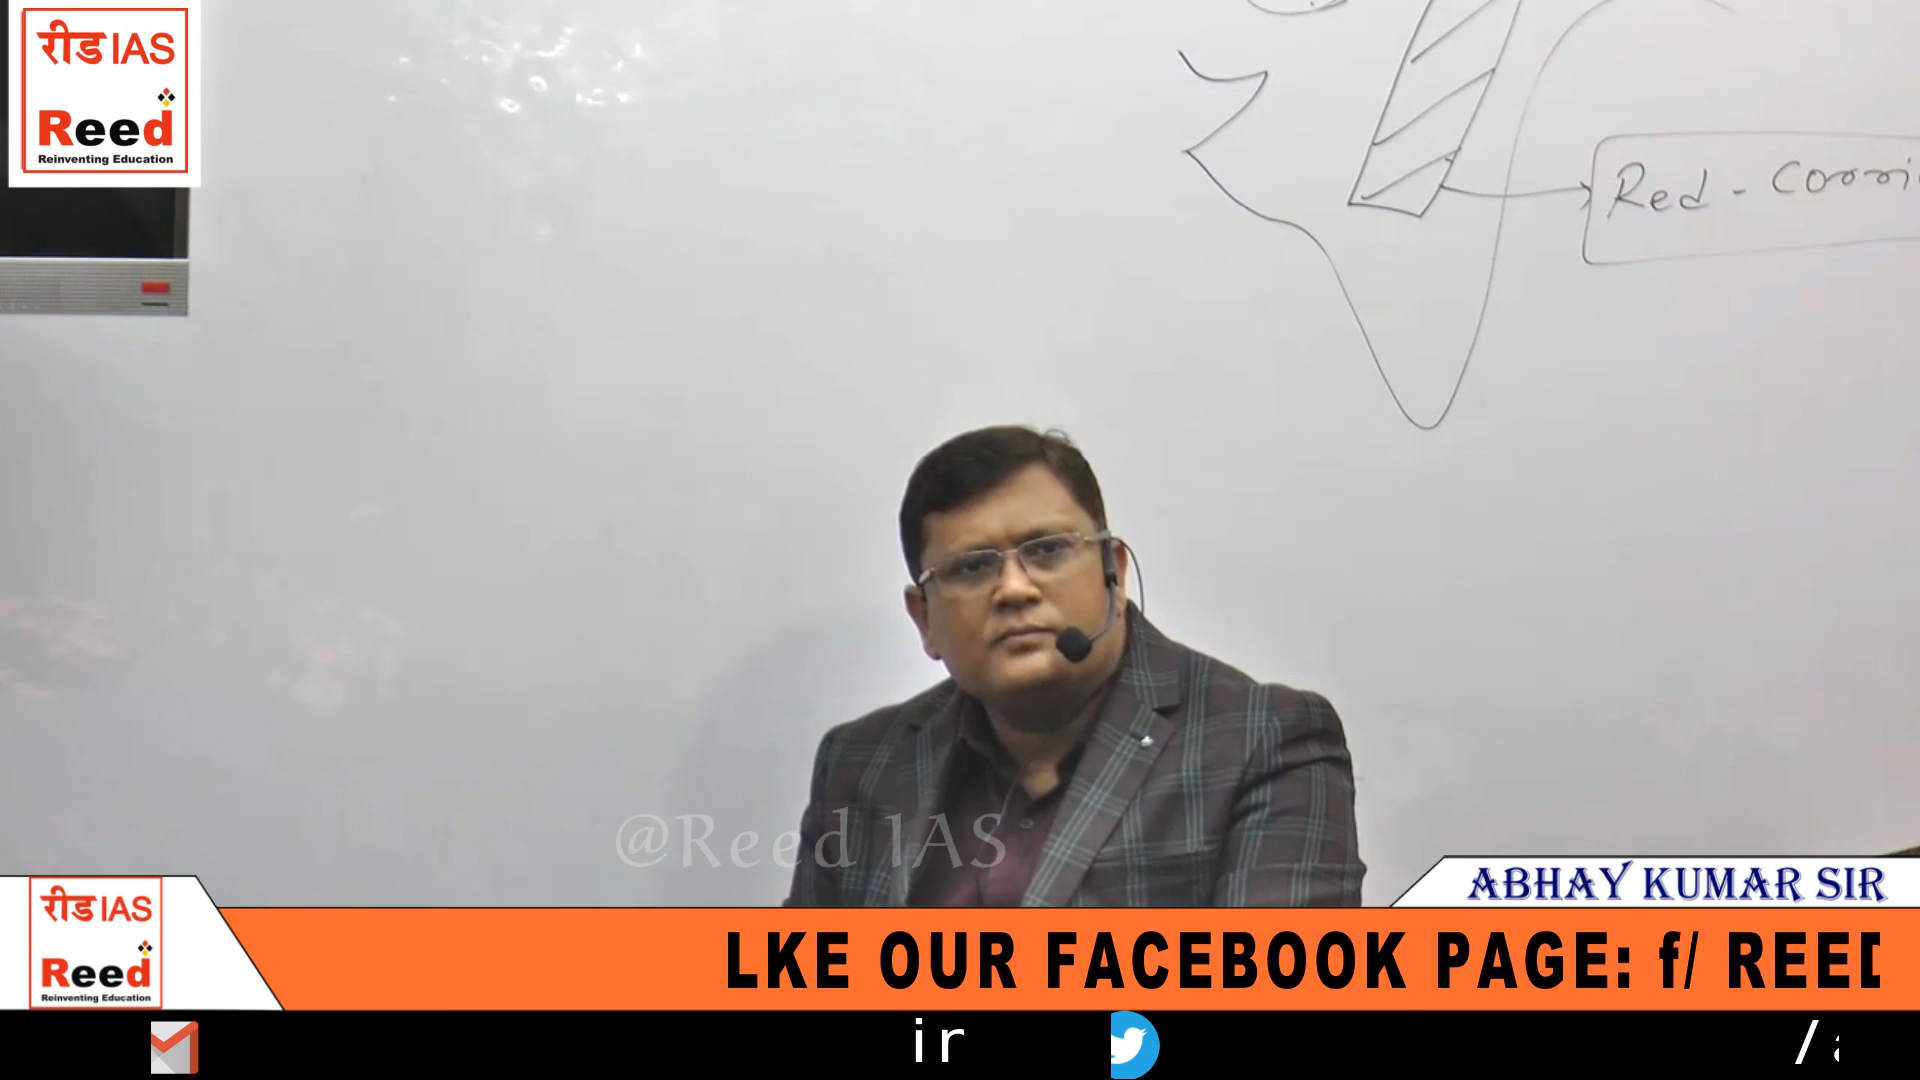 रीड IAS
Reed
Reinventing Education
Red-
@Reed IAS
ABHAY KUMAR SIR
रीड IAS
Reed
Reinventing Education
LKE OUR FACEBOOK PAGE: f/ REED
ir
/a